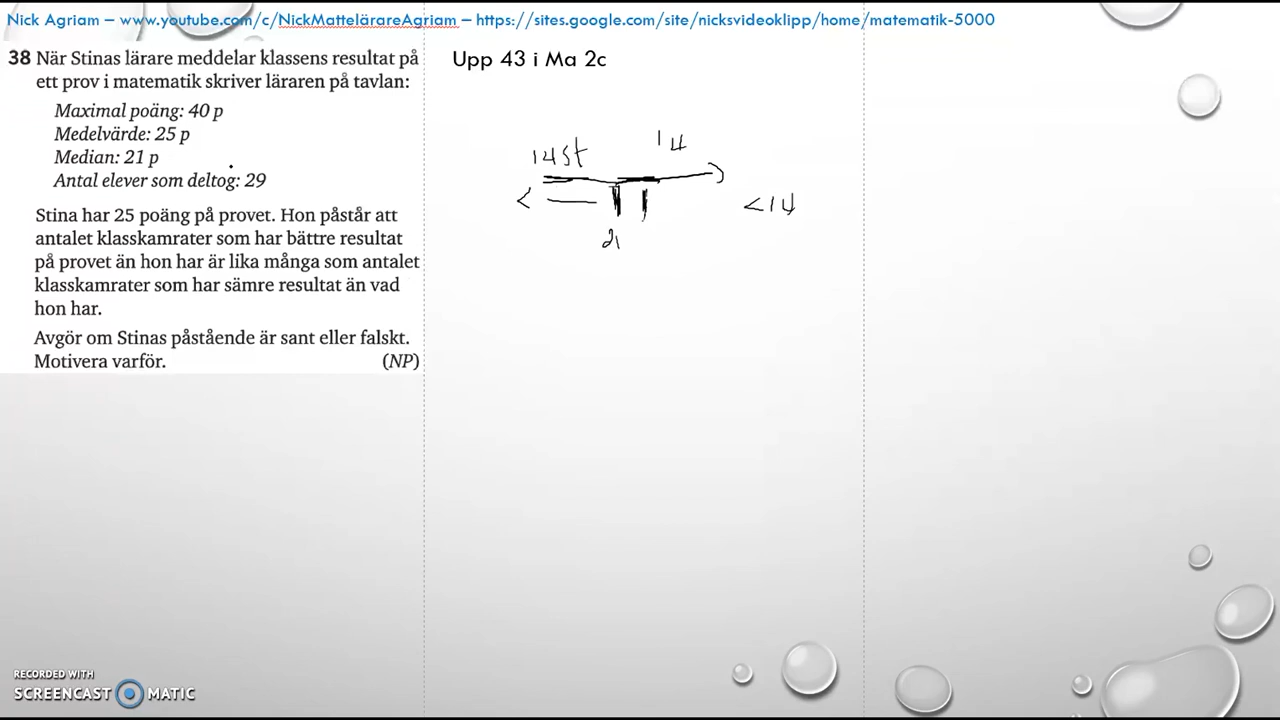 Nick Agriam – www.youtube.com/c/NickMattelärareAgriam – https://sites.google.com/site/nicksvideoklipp/home/matematik-5000
38 När Stinas lärare meddelar klassens resultat på
ett prov i matematik skriver läraren på tavlan:
Maximal poäng: 40 p
Medelvärde: 25 p
Median: 21 p
Antal elever som deltog: 29
Stina har 25 poäng på provet. Hon påstår att
antalet klasskamrater som har bättre resultat
på provet än hon har är lika många som antalet
klasskamrater som har sämre resultat än vad
hon har.
Avgör om Stinas påstående är sant eller falskt.
Motivera varför. (NP)
Upp 43 i Ma 2c
14st 14
<14
21
RECORDED WITH
SCREENCAST MATIC